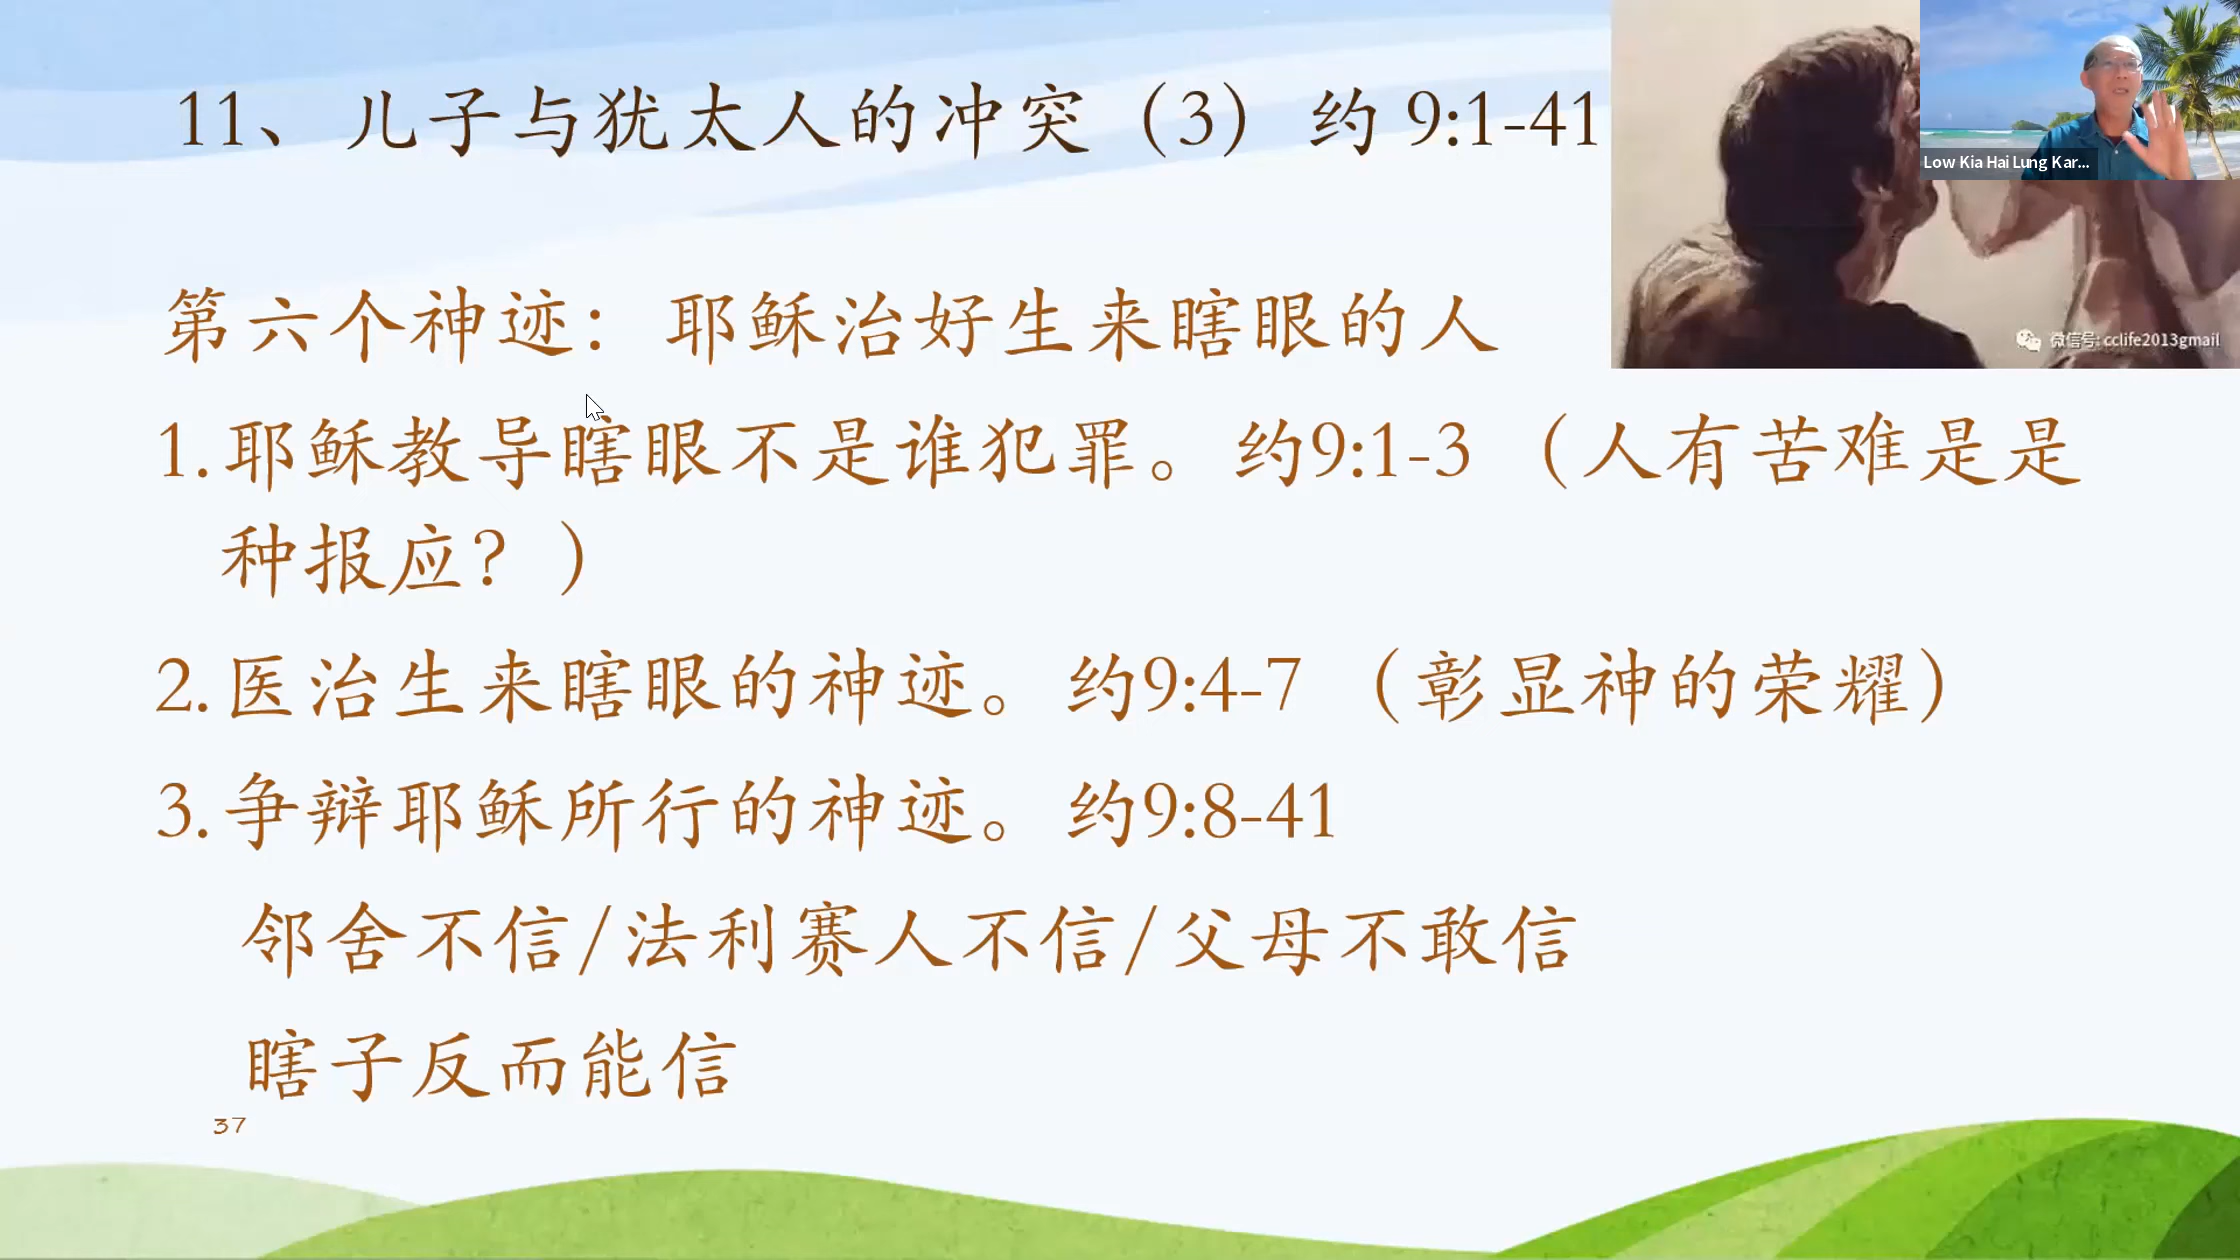 11、儿子与犹太人的冲突（3） 约 9:1-41
Low Kia Hai Lung Kar...
微信号: cclife2013gmail
第六个神迹：耶稣治好生来瞎眼的人
1.耶稣教导瞎眼不是谁犯罪。约9:1-3 （人有苦难是是
种报应？）
2.医治生来瞎眼的神迹。约9:4-7 （彰显神的荣耀）
3.争辩耶稣所行的神迹。约9:8-41
邻舍不信/法利赛人不信/父母不敢信
瞎子反而能信
37